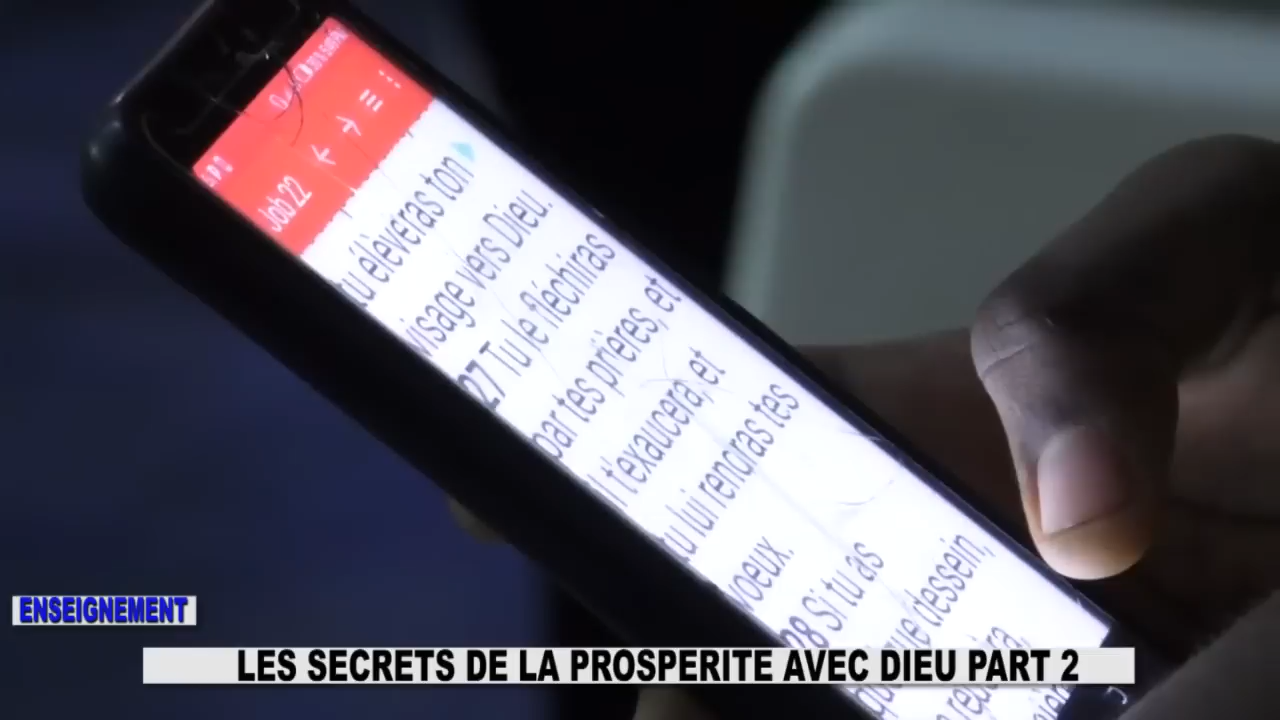 Job 22
tu élèveras ton
visage vers Dieu.
27 Tu le fléchiras
par tes prières, et
t'exaucera, et
tu lui rendras tes
voeux.
28 Si tu as
dessein,
ENSEIGNEMENT
LES SECRETS DE LA PROSPERITE AVEC DIEU PART 2